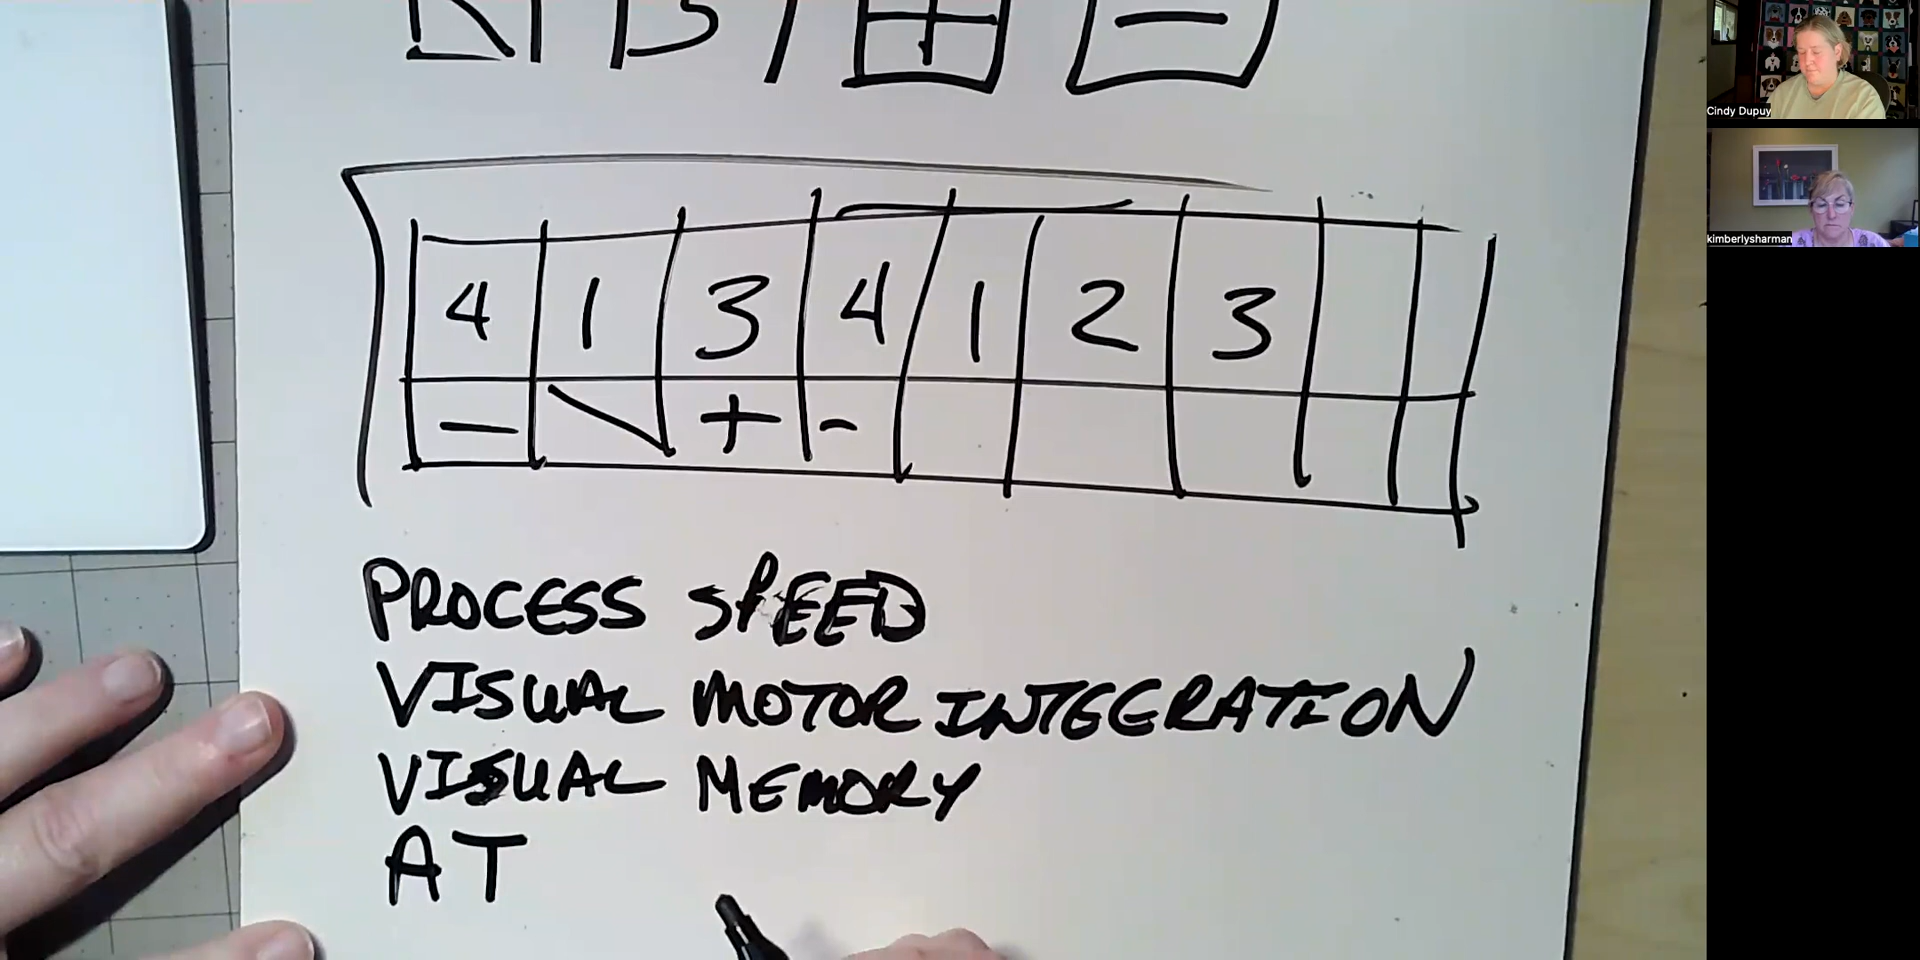 4 1 3 4 1 2 3
— \ + -
PROCESS SPEED
VISUAL MOTOR INTEGRATION
VISUAL MEMORY
AT
Cindy Dupuy
kimberlysharman